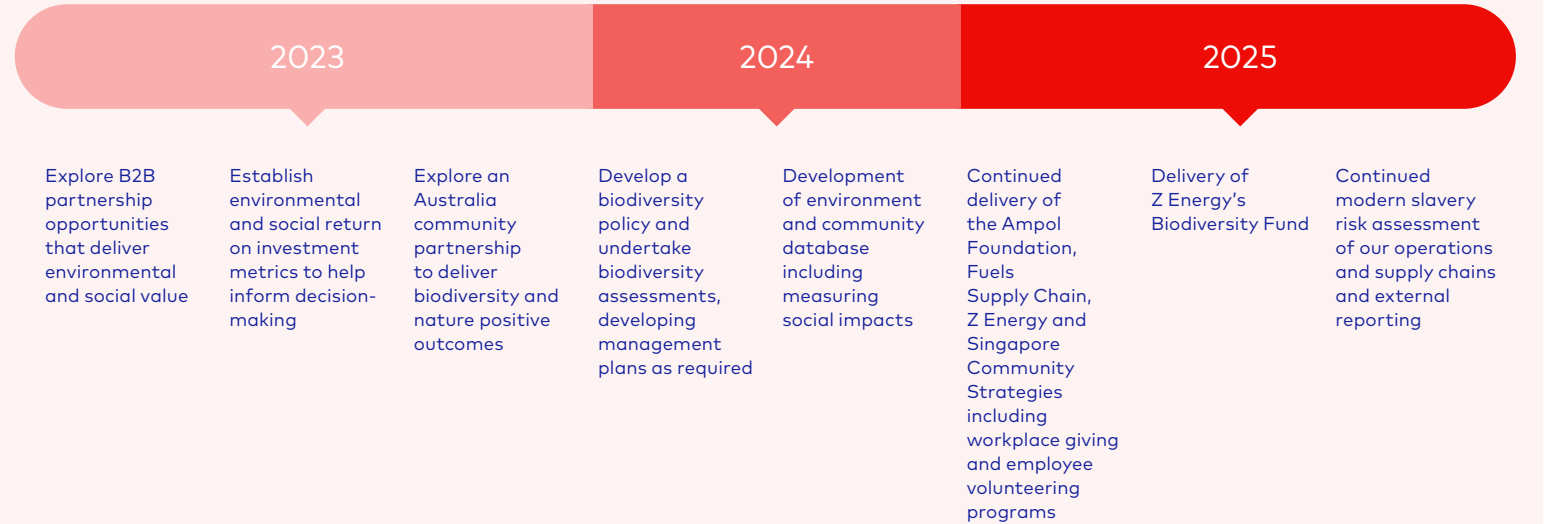 2023
2024
2025
Explore B2B
partnership
opportunities
that deliver
environmental
and social value
Establish
environmental
and social return
on investment
metrics to help
inform decision-
making
Explore an
Australia
community
partnership
to deliver
biodiversity and
nature positive
outcomes
Develop a
biodiversity
policy and
undertake
biodiversity
assessments,
developing
management
plans as required
Development
of environment
and community
database
including
measuring
social impacts
Continued
delivery of
the Ampol
Foundation,
Fuels
Supply Chain,
Z Energy and
Singapore
Community
Strategies
including
workplace giving
and employee
volunteering
programs
Delivery of
Z Energy’s
Biodiversity Fund
Continued
modern slavery
risk assessment
of our operations
and supply chains
and external
reporting